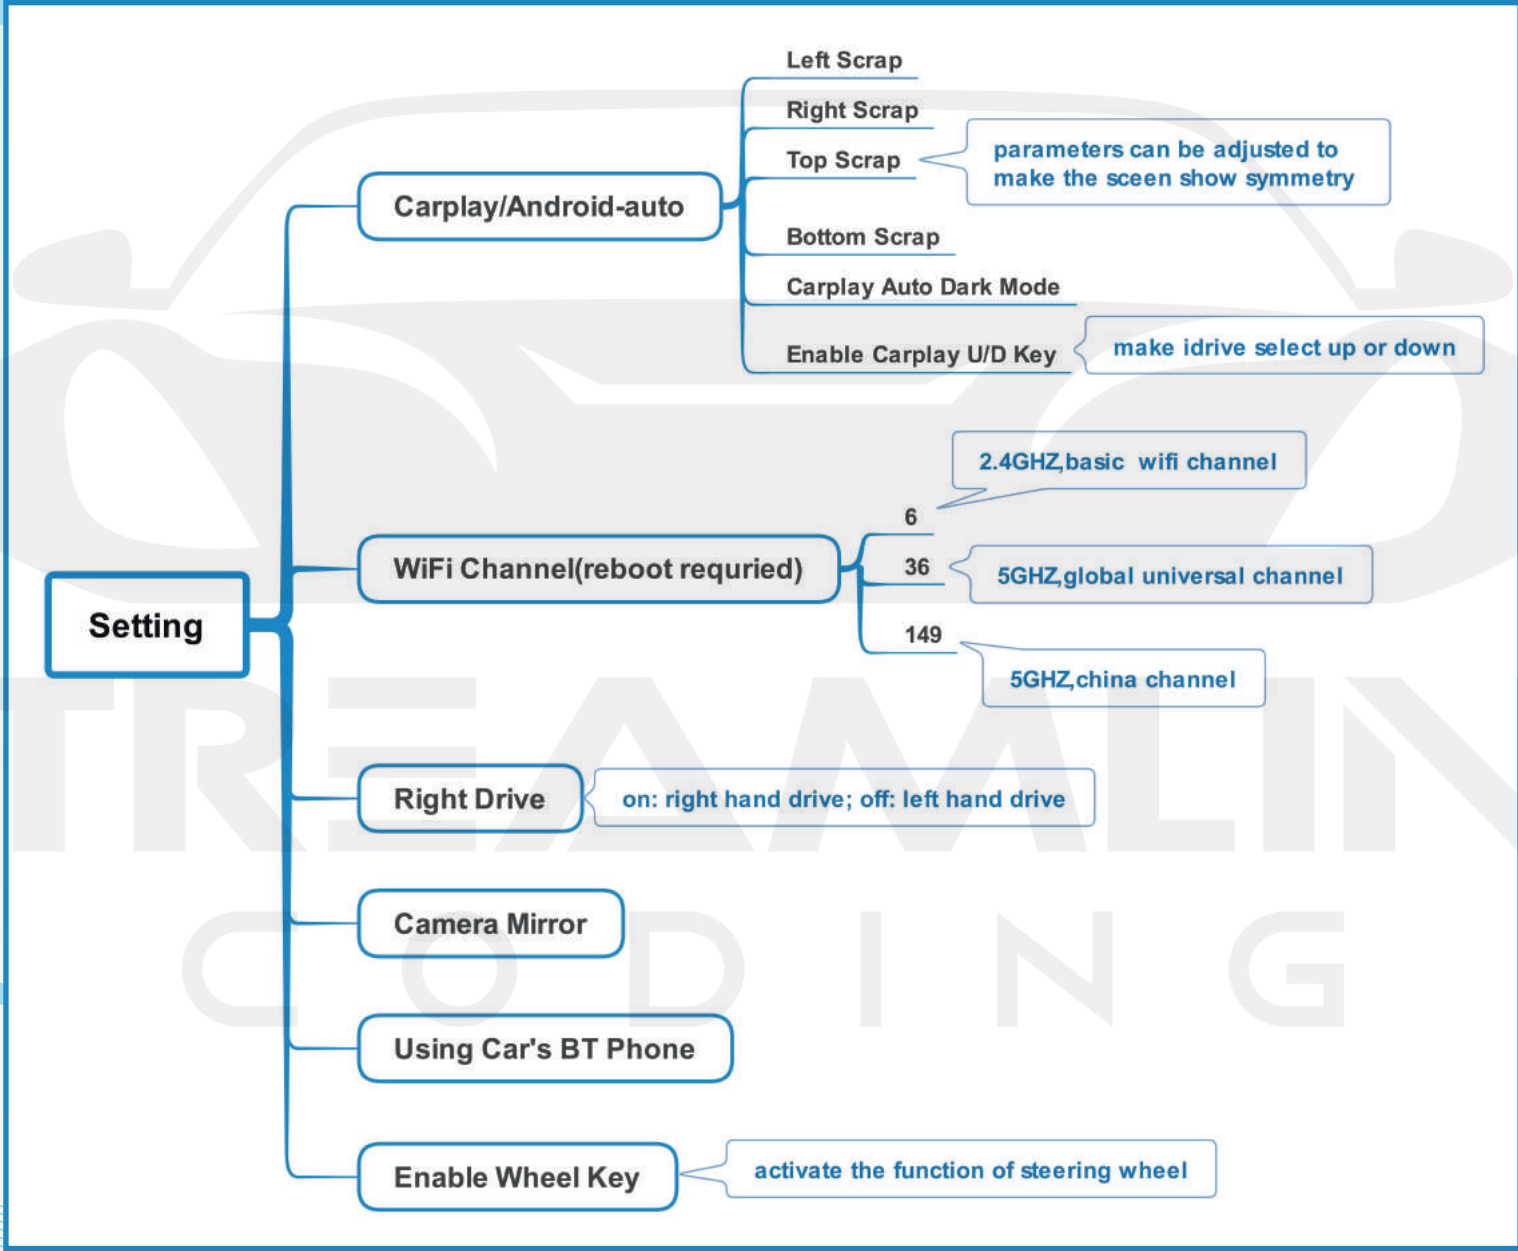 Left Scrap
Right Scrap
Top Scrap
parameters can be adjusted to
make the sceen show symmetry
Carplay/Android-auto
Bottom Scrap
Carplay Auto Dark Mode
Enable Carplay U/D Key
make idrive select up or down
2.4GHZ,basic wifi channel
6
WiFi Channel(reboot requried)
36
5GHZ,global universal channel
149
5GHZ,china channel
Setting
Right Drive
on: right hand drive; off: left hand drive
Camera Mirror
Using Car's BT Phone
Enable Wheel Key
activate the function of steering wheel
TREAMLIN
CODING